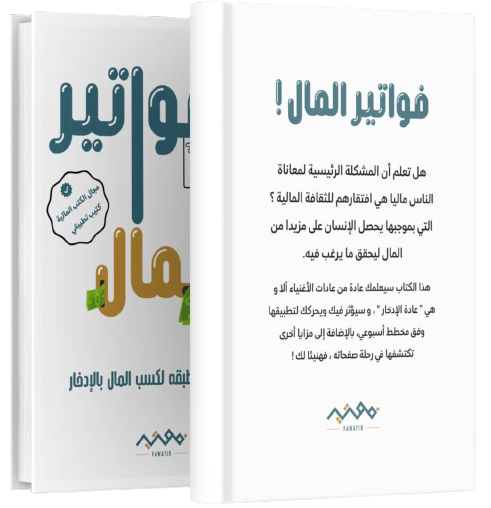 فواتير المال !
هل تعلم أن المشكلة الرئيسية لمعاناة
الناس ماليا هي افتقارهم للثقافة المالية ؟
التي بموجبها يحصل الإنسان على مزيدا من
المال ليحقق ما يرغب فيه.
هذا الكتاب سيعلمك عادة من عادات الأغنياء ألا و
هي " عادة الإدخار " ، و سيؤثر فيك ويحركك لتطبيقها
وفق مخطط أسبوعي، بالإضافة إلى مزايا أخرى
تكتشفها في رحلة صفحاته ، فهنيئا لك !
FAWATIR
مجال الكتب المالية
كتيب تطبيقي
طبقه لكسب المال بالإدخار
FAWATIR